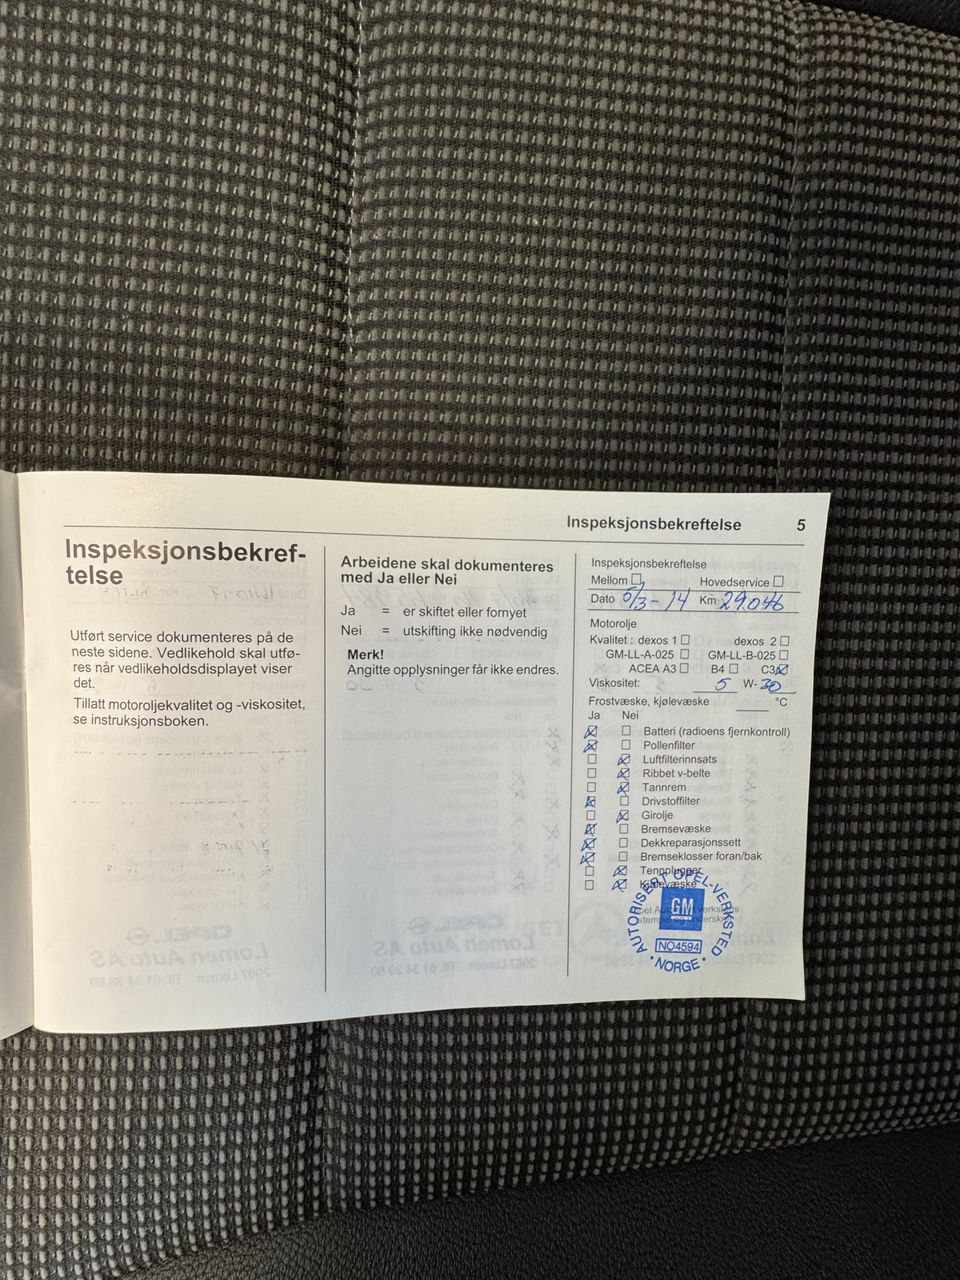 Inspeksjonsbekreftelse 5
Inspeksjonsbekref-
telse
Utført service dokumenteres på de
neste sidene. Vedlikehold skal utfø-
res når vedlikeholdsdisplayet viser
det.
Tillatt motoroljekvalitet og -viskositet,
se instruksjonsboken.
Arbeidene skal dokumenteres
med Ja eller Nei
Ja = er skiftet eller fornyet
Nei = utskifting ikke nødvendig
Merk!
Angitte opplysninger får ikke endres.
Inspeksjonsbekreftelse
Mellom ☐ Hovedservice ☐
Dato 5/3-14 Km 29.046
Motorolje
Kvalitet : dexos 1 ☐ dexos 2 ☐
GM-LL-A-025 ☐ GM-LL-B-025 ☐
ACEA A3 ☐ B4 ☐ C3 ☒
Viskositet: 5 W- 30
Frostvæske, kjølevæske ____ °C
Ja Nei
☒ ☐ Batteri (radioens fjernkontroll)
☒ ☐ Pollenfilter
☐ ☒ Luftfilterinnsats
☐ ☒ Ribbet v-belte
☐ ☒ Tannrem
☒ ☐ Drivstoffilter
☐ ☒ Girolje
☒ ☐ Bremsevæske
☒ ☐ Dekkreparasjonssett
☒ ☐ Bremseklosser foran/bak
☐ ☒ Tennplugger
☐ ☒ Kjølevæske
AUTORISERT OPEL-VERKSTED
GM
NO4594
• NORGE •